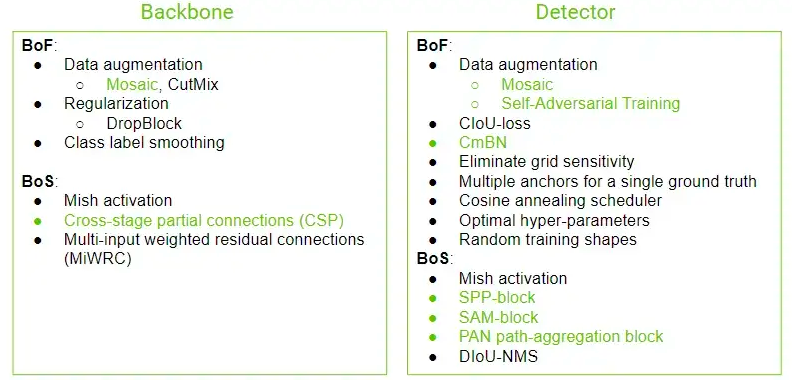 Backbone
BoF:
● Data augmentation
○ Mosaic, CutMix
● Regularization
○ DropBlock
● Class label smoothing
BoS:
● Mish activation
● Cross-stage partial connections (CSP)
● Multi-input weighted residual connections
(MiWRC)
Detector
BoF:
● Data augmentation
○ Mosaic
○ Self-Adversarial Training
● CIoU-loss
● CmBN
● Eliminate grid sensitivity
● Multiple anchors for a single ground truth
● Cosine annealing scheduler
● Optimal hyper-parameters
● Random training shapes
BoS:
● Mish activation
● SPP-block
● SAM-block
● PAN path-aggregation block
● DIoU-NMS